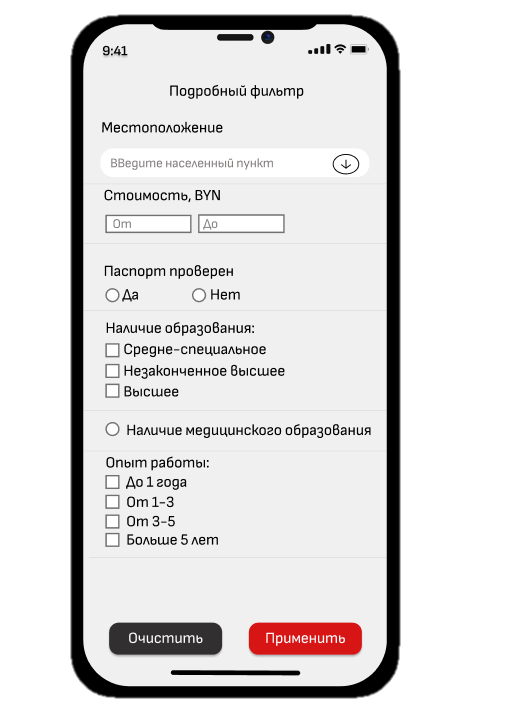 9:41
Подробный фильтр
Местоположение
ВВедите населенный пункт
Стоимость, BYN
От До
Паспорт проверен
Да Нет
Наличие образования:
Средне-специальное
Незаконченное высшее
Высшее
Наличие медицинского образования
Опыт работы:
До 1 года
От 1-3
От 3-5
Больше 5 лет
Очистить Применить